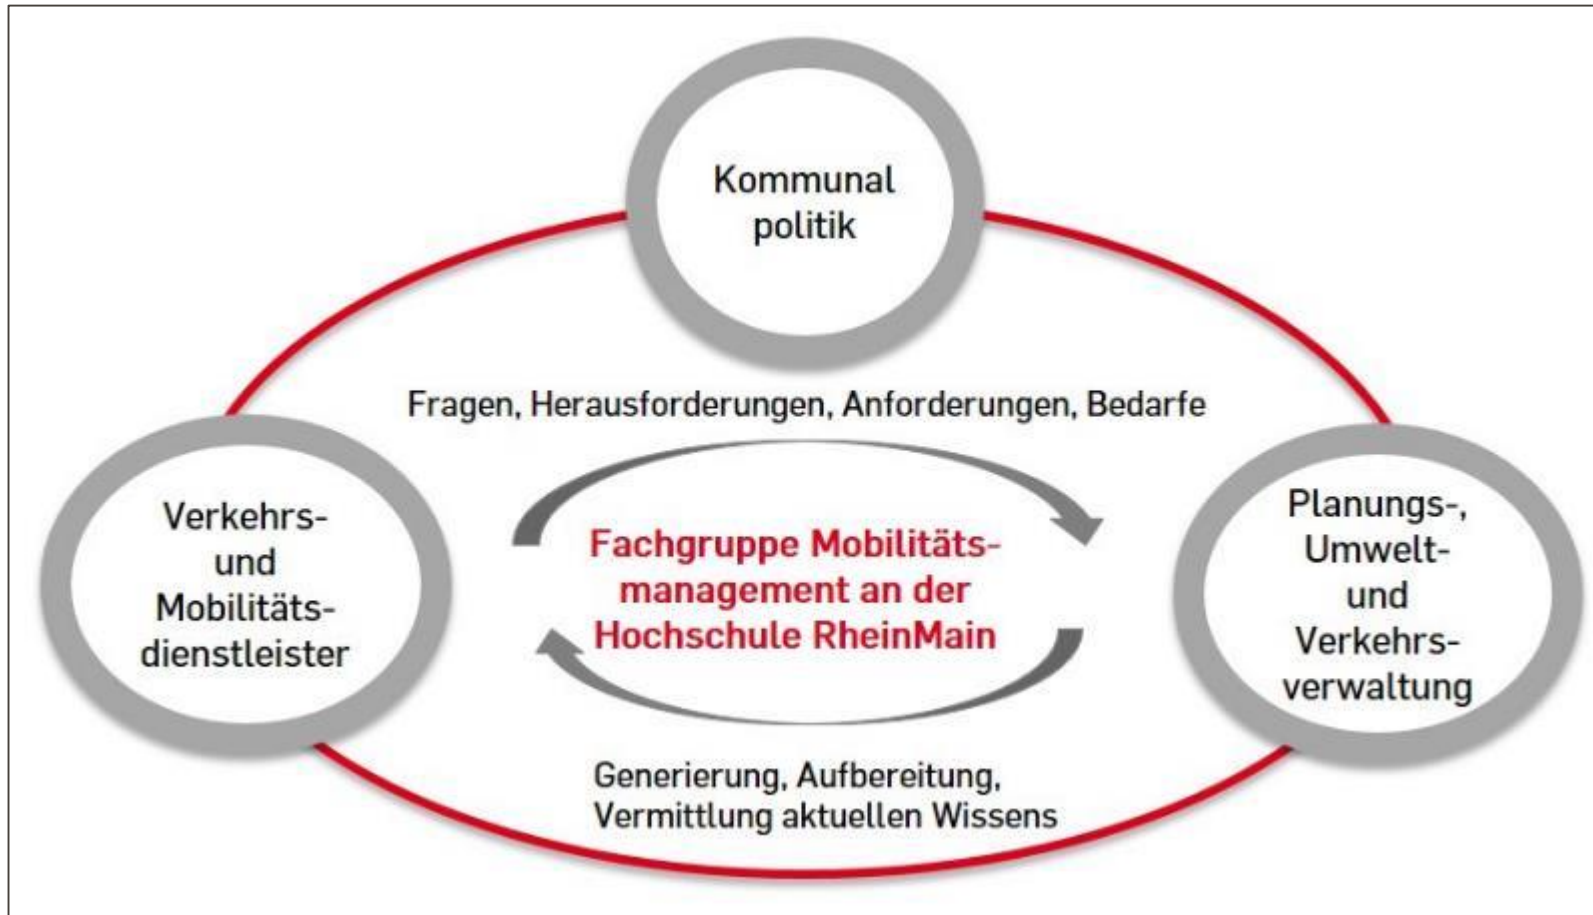 Kommunal
politik
Fragen, Herausforderungen, Anforderungen, Bedarfe
Verkehrs-
und
Mobilitäts-
dienstleister
Fachgruppe Mobilitäts-
management an der
Hochschule RheinMain
Planungs-,
Umwelt-
und
Verkehrs-
verwaltung
Generierung, Aufbereitung,
Vermittlung aktuellen Wissens